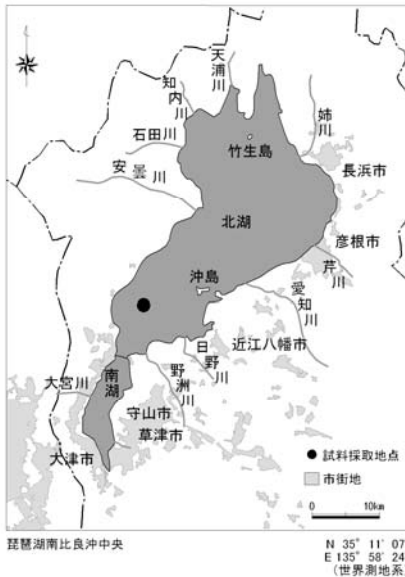 天浦川
知内川
姉川
石田川
竹生島
長浜市
安曇川
北湖
彦根市
芹川
沖島
愛知川
近江八幡市
日野川
大宮川
南湖
野洲川
守山市
草津市
大津市
試料採取地点
市街地
0 10km
琵琶湖南比良沖中央
N 35° 11' 07
E 135° 58' 24
(世界測地系